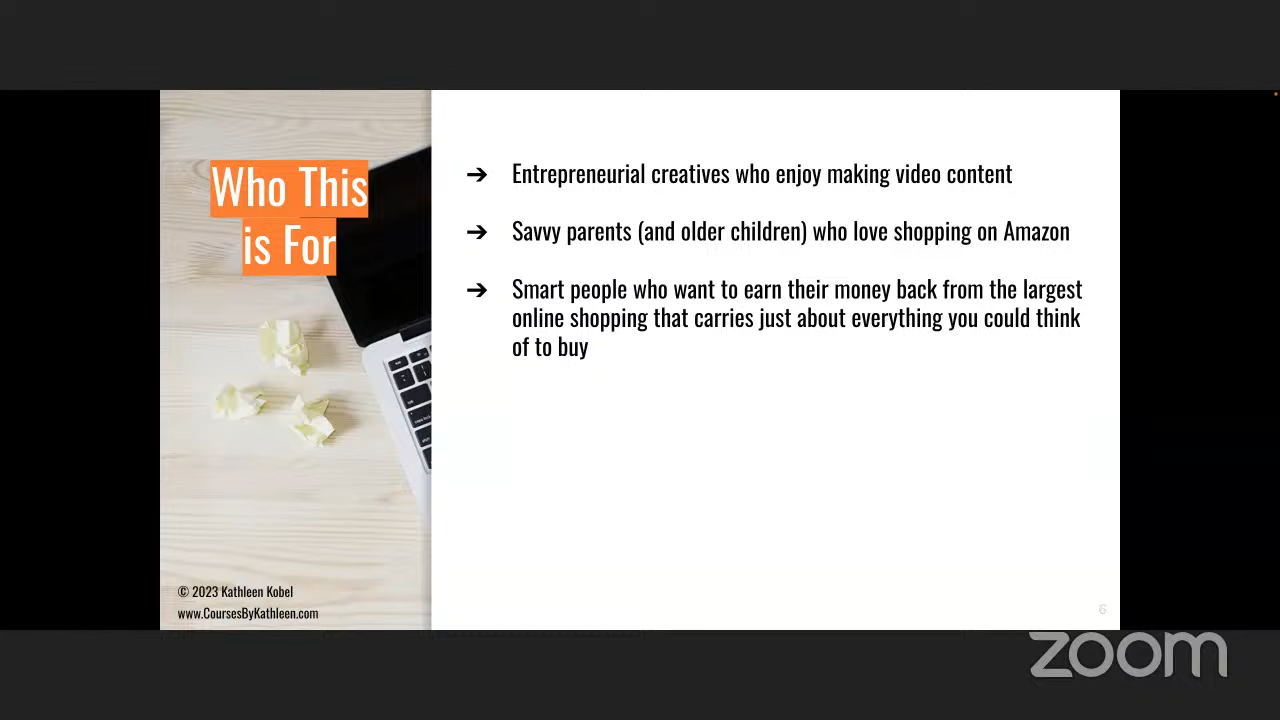 Who This
is For
➔ Entrepreneurial creatives who enjoy making video content
➔ Savvy parents (and older children) who love shopping on Amazon
➔ Smart people who want to earn their money back from the largest
online shopping that carries just about everything you could think
of to buy
© 2023 Kathleen Kobel
www.CoursesByKathleen.com
6
zoom